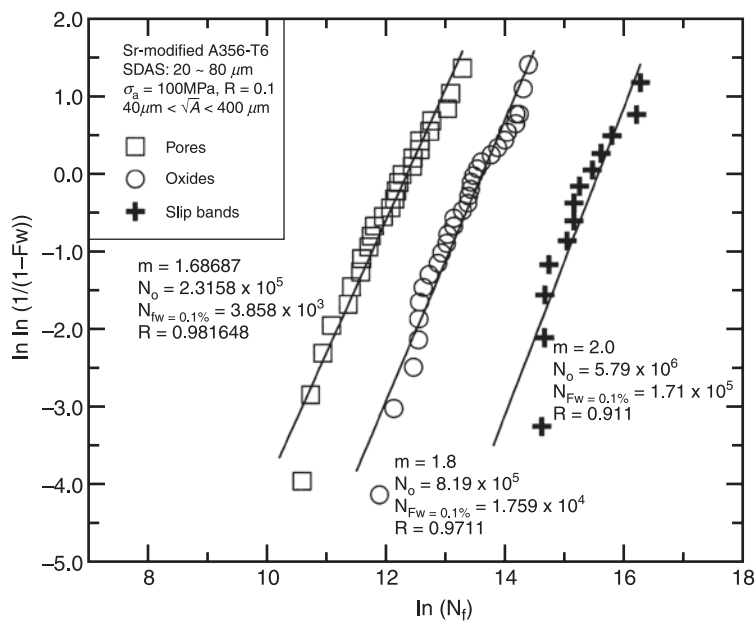 Sr-modified A356-T6
SDAS: 20 ~ 80 μm
σa = 100MPa, R = 0.1
40μm < √A < 400 μm
Pores
Oxides
Slip bands
m = 1.68687
No = 2.3158 x 10^5
Nfw = 0.1% = 3.858 x 10^3
R = 0.981648
m = 2.0
No = 5.79 x 10^6
NFw = 0.1% = 1.71 x 10^5
R = 0.911
m = 1.8
No = 8.19 x 10^5
NFw = 0.1% = 1.759 x 10^4
R = 0.9711
ln ln (1/(1–Fw))
2.0
1.0
0.0
–1.0
–2.0
–3.0
–4.0
–5.0
8
10
12
14
16
18
ln (Nf)